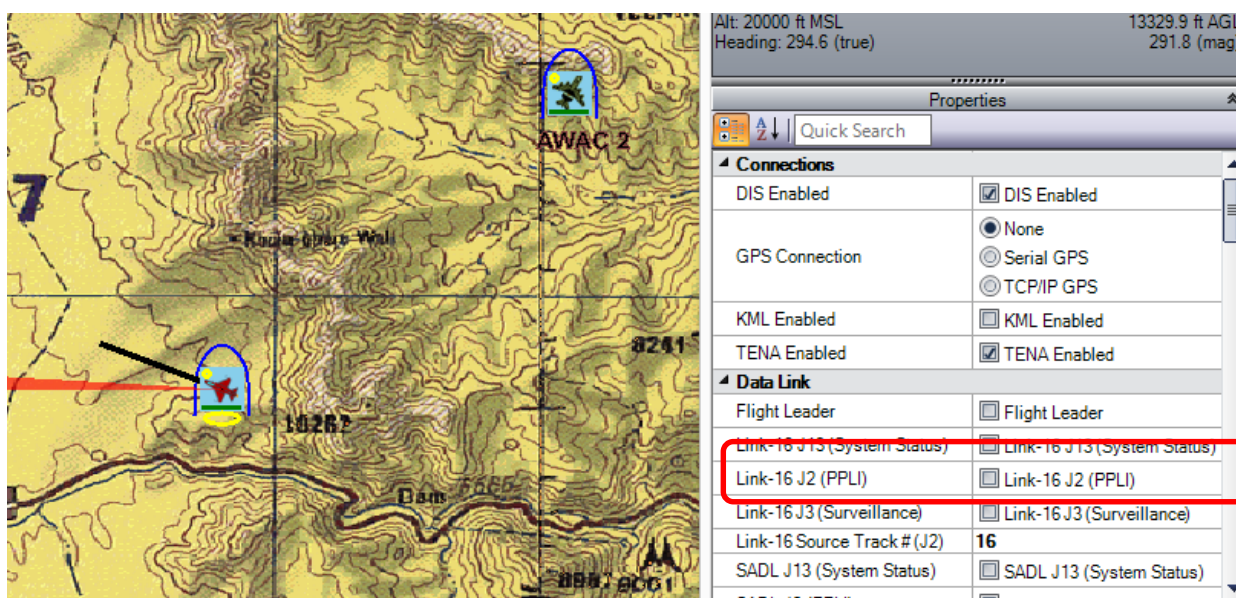 Alt: 20000 ft MSL 13329.9 ft AGL
Heading: 294.6 (true) 291.8 (mag)
Properties
Quick Search
Connections
DIS Enabled DIS Enabled
GPS Connection None
Serial GPS
TCP/IP GPS
KML Enabled KML Enabled
TENA Enabled TENA Enabled
Data Link
Flight Leader Flight Leader
Link-16 J13 (System Status) Link-16 J13 (System Status)
Link-16 J2 (PPLI) Link-16 J2 (PPLI)
Link-16 J3 (Surveillance) Link-16 J3 (Surveillance)
Link-16 Source Track # (J2) 16
SADL J13 (System Status) SADL J13 (System Status)
AWAC 2
7
8241
10267
Dam
5565